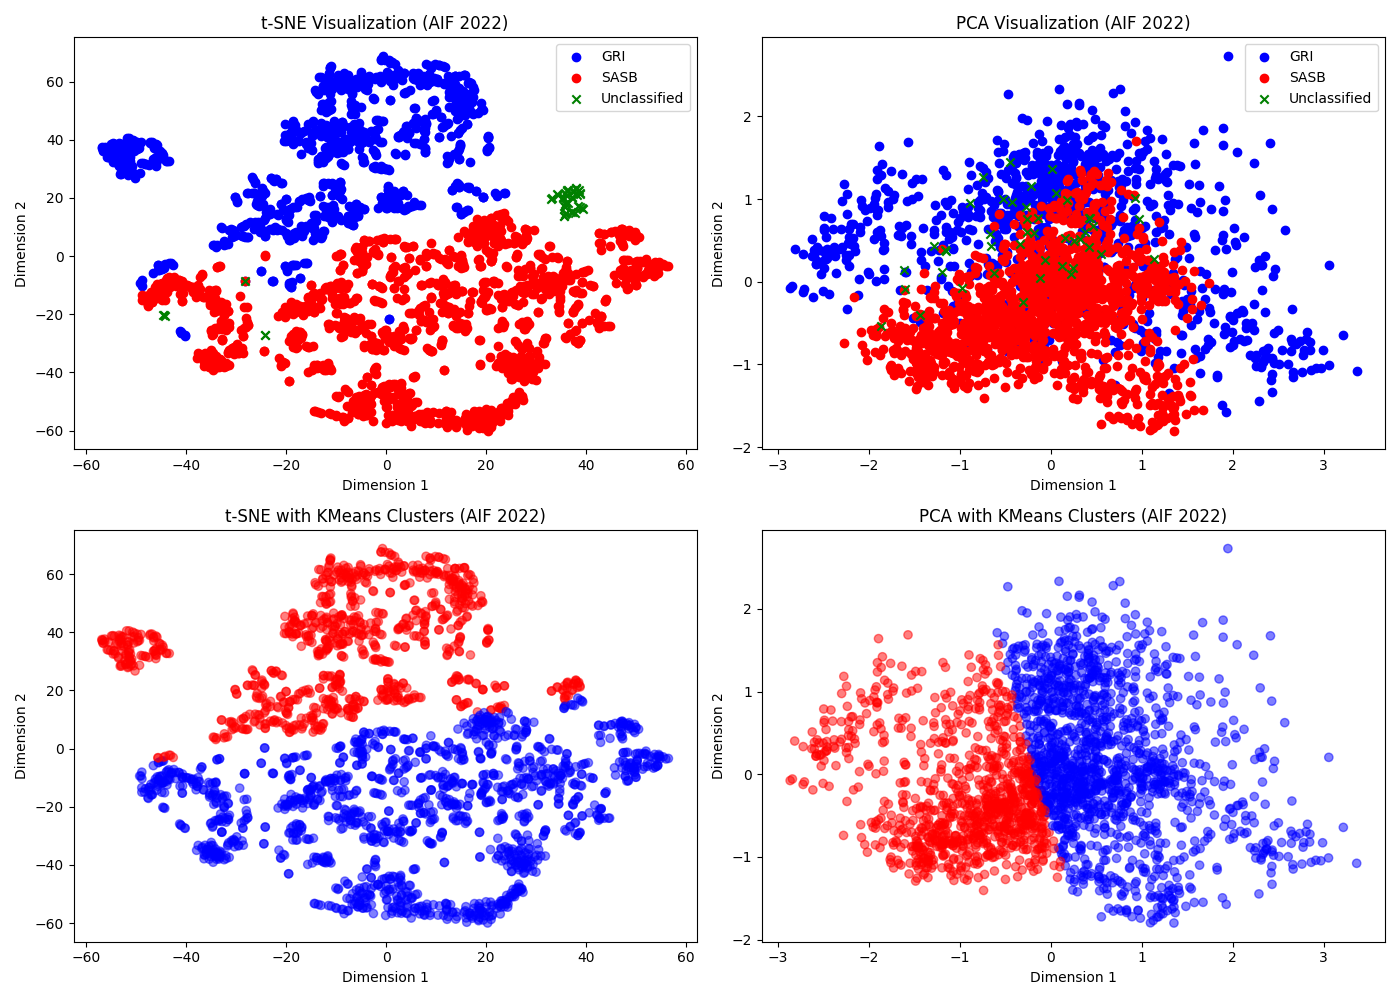 t-SNE Visualization (AIF 2022)
GRI
SASB
Unclassified
60
40
20
0
−20
−40
−60
Dimension 2
−60 −40 −20 0 20 40 60
Dimension 1
PCA Visualization (AIF 2022)
GRI
SASB
Unclassified
2
1
0
−1
−2
Dimension 2
−3 −2 −1 0 1 2 3
Dimension 1
t-SNE with KMeans Clusters (AIF 2022)
60
40
20
0
−20
−40
−60
Dimension 2
−60 −40 −20 0 20 40 60
Dimension 1
PCA with KMeans Clusters (AIF 2022)
2
1
0
−1
−2
Dimension 2
−3 −2 −1 0 1 2 3
Dimension 1